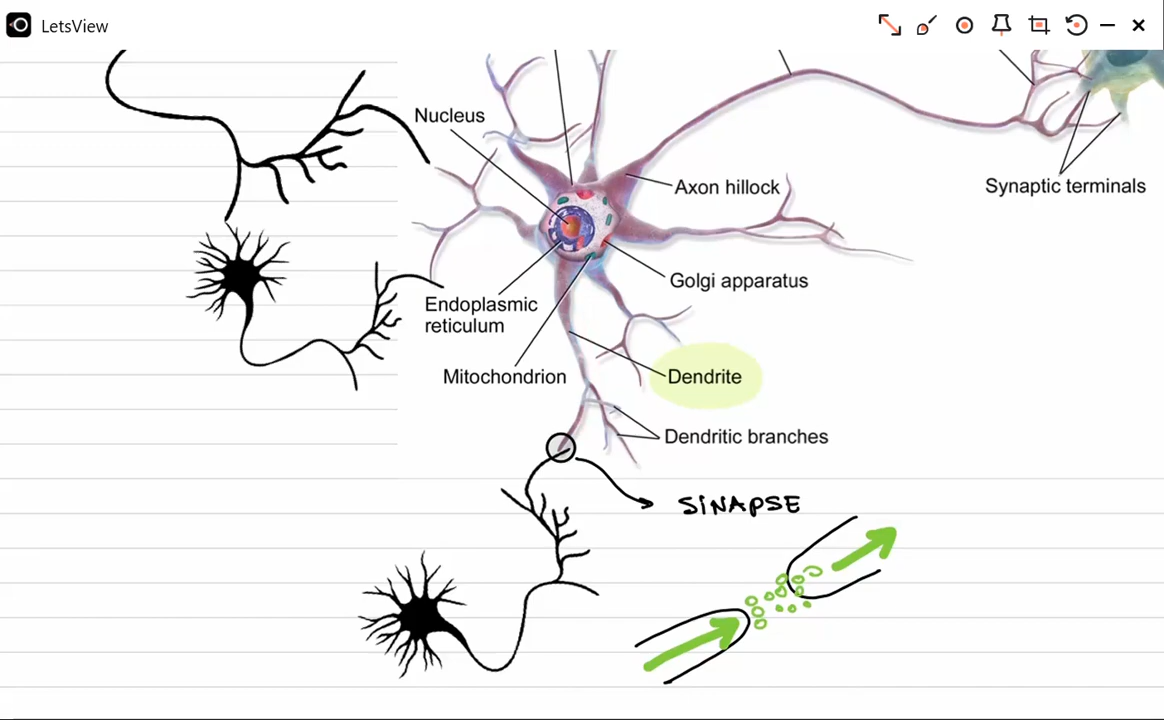 LetsView
Nucleus
Axon hillock
Synaptic terminals
Golgi apparatus
Endoplasmic
reticulum
Mitochondrion
Dendrite
Dendritic branches
SINAPSE